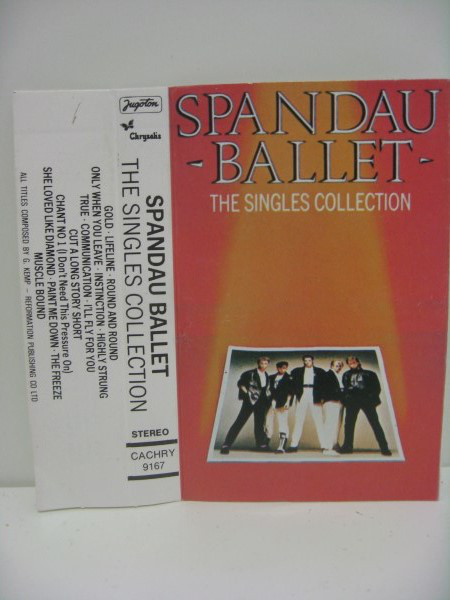 Jugoton
Chrysalis
SPANDAU BALLET
THE SINGLES COLLECTION
GOLD · LIFELINE · ROUND AND ROUND
ONLY WHEN YOU LEAVE · INSTINCTION · HIGHLY STRUNG
TRUE · COMMUNICATION · I'LL FLY FOR YOU
CUT A LONG STORY SHORT
CHANT NO 1 (I Don't Need This Pressure On)
SHE LOVED LIKE DIAMOND · PAINT ME DOWN · THE FREEZE
MUSCLE BOUND
ALL TITLES COMPOSED BY G. KEMP – REFORMATION PUBLISHING CO LTD
STEREO
CACHRY
9167
SPANDAU
- BALLET -
THE SINGLES COLLECTION